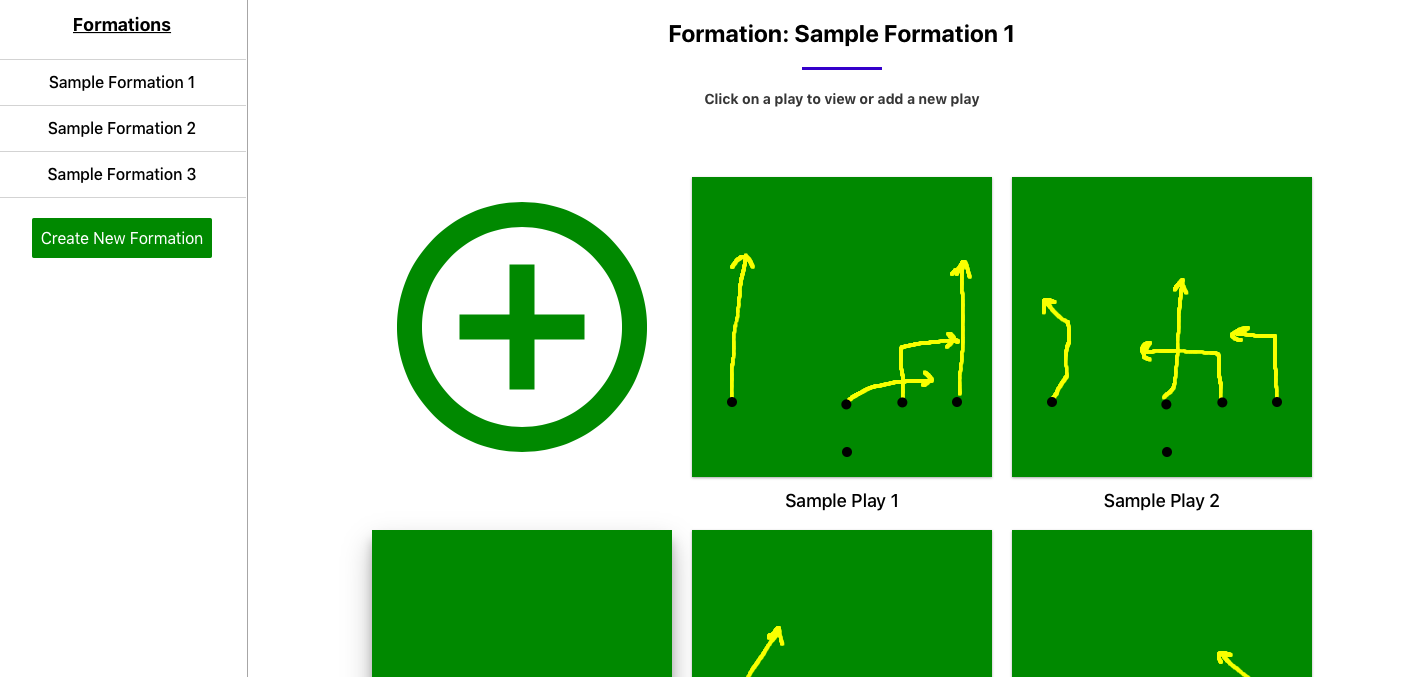 Formations
Sample Formation 1
Sample Formation 2
Sample Formation 3
Create New Formation
Formation: Sample Formation 1
Click on a play to view or add a new play
Sample Play 1
Sample Play 2